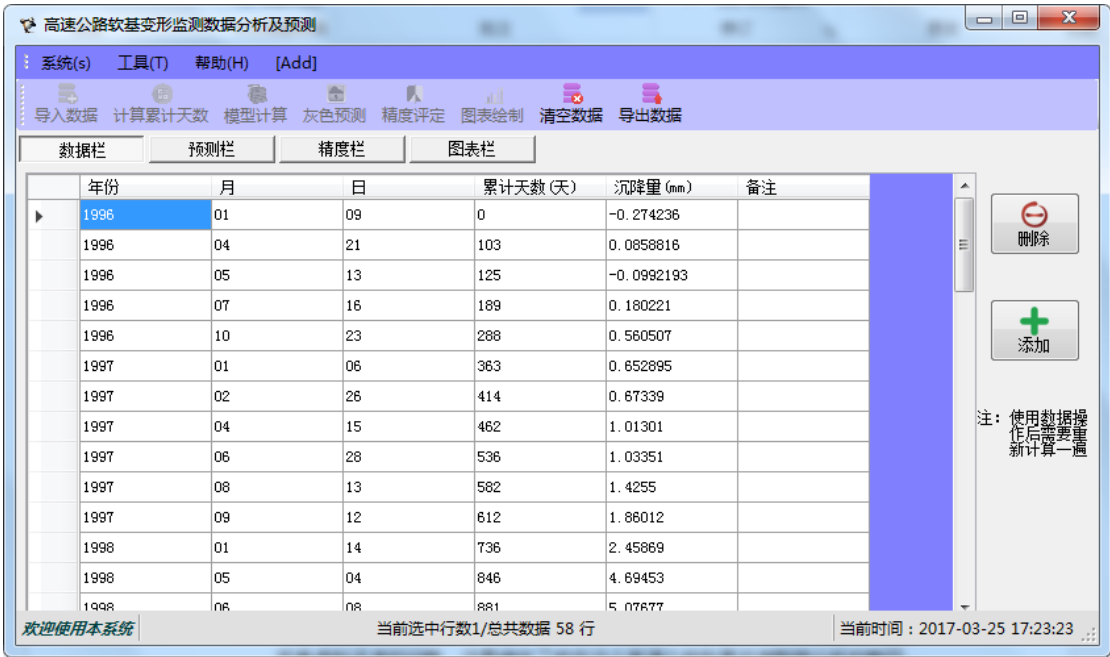 高速公路软基变形监测数据分析及预测
系统(s) 工具(T) 帮助(H) [Add]
导入数据 计算累计天数 模型计算 灰色预测 精度评定 图表绘制 清空数据 导出数据
数据栏 预测栏 精度栏 图表栏
年份 月 日 累计天数(天) 沉降量(mm) 备注
1996 01 09 0 -0.274236
1996 04 21 103 0.0858816
1996 05 13 125 -0.0992193
1996 07 16 189 0.180221
1996 10 23 288 0.560507
1997 01 06 363 0.652895
1997 02 26 414 0.67339
1997 04 15 462 1.01301
1997 06 28 536 1.03351
1997 08 13 582 1.4255
1997 09 12 612 1.86012
1998 01 14 736 2.45869
1998 05 04 846 4.69453
1998 06 08 881 5.07677
删除
添加
注：使用数据操
作后需要重
新计算一遍
欢迎使用本系统 当前选中行数1/总共数据 58 行 当前时间：2017-03-25 17:23:23